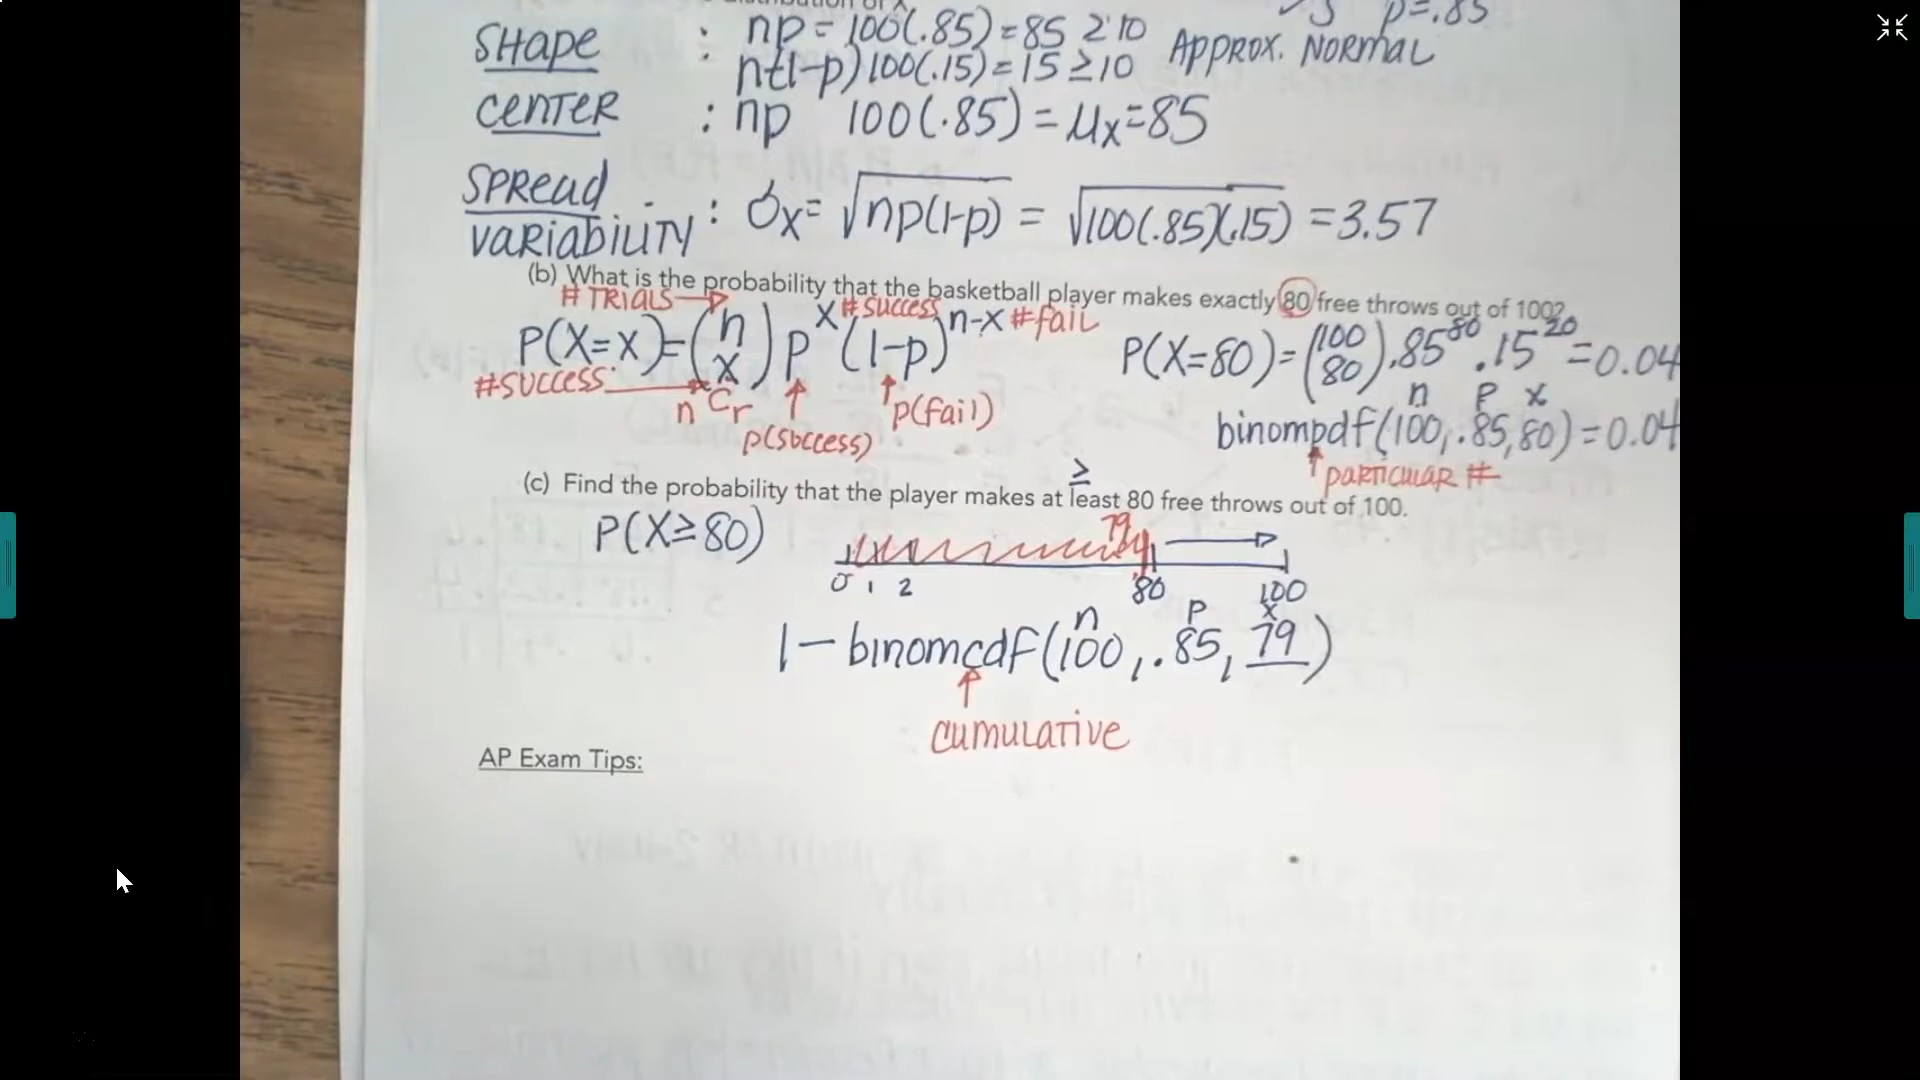 p=.85
SHAPE : np = 100(.85) = 85 ≥ 10 APPROX. NORMAL
n(1-p) 100(.15) = 15 ≥ 10
CENTER : np 100(.85) = μx = 85
SPREAD
VARIABILITY : σx = √np(1-p) = √100(.85)(.15) = 3.57
(b) What is the probability that the basketball player makes exactly 80 free throws out of 100?
# TRIALS → x # success n-x # fail
P(X=x) = (n x) p^x (1-p)^n-x P(X=80) = (100 80) .85^80 .15^20 = 0.04
# success → nCr p(success) p(fail)
n p x
binompdf(100, .85, 80) = 0.04
particular #
≥
(c) Find the probability that the player makes at least 80 free throws out of 100.
P(X≥80) 79
0 1 2 80 100
n p x
1 - binomcdf(100, .85, 79)
cumulative
AP Exam Tips: